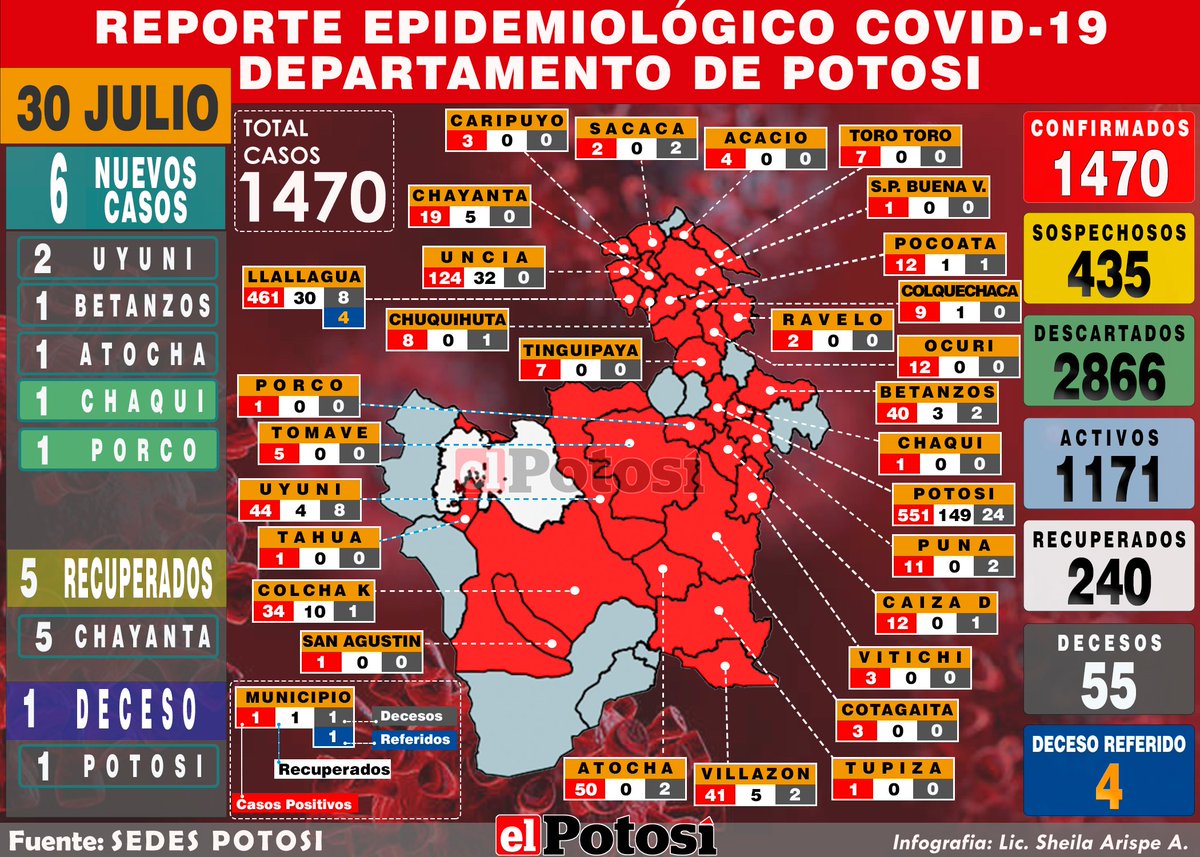 REPORTE EPIDEMIOLÓGICO COVID-19
DEPARTAMENTO DE POTOSI
30 JULIO
6 NUEVOS
CASOS
2 UYUNI
1 BETANZOS
1 ATOCHA
1 CHAQUI
1 PORCO
5 RECUPERADOS
5 CHAYANTA
1 DECESO
1 POTOSI
TOTAL
CASOS
1470
CARIPUYO
3 0 0
SACACA
2 0 2
ACACIO
4 0 0
TORO TORO
7 0 0
CHAYANTA
19 5 0
S.P. BUENA V.
1 0 0
UNCIA
124 32 0
POCOATA
12 1 1
LLALLAGUA
461 30 8
4
COLQUECHACA
9 1 0
CHUQUIHUTA
8 0 1
RAVELO
2 0 0
TINGUIPAYA
7 0 0
OCURI
12 0 0
PORCO
1 0 0
BETANZOS
40 3 2
TOMAVE
5 0 0
CHAQUI
1 0 0
UYUNI
44 4 8
POTOSI
551 149 24
TAHUA
1 0 0
PUNA
11 0 2
COLCHA K
34 10 1
CAIZA D
12 0 1
SAN AGUSTIN
1 0 0
VITICHI
3 0 0
COTAGAITA
3 0 0
ATOCHA
50 0 2
VILLAZON
41 5 2
TUPIZA
1 0 0
el Potosí
MUNICIPIO
1 1 1 Decesos
1 Referidos
Recuperados
Casos Positivos
CONFIRMADOS
1470
SOSPECHOSOS
435
DESCARTADOS
2866
ACTIVOS
1171
RECUPERADOS
240
DECESOS
55
DECESO REFERIDO
4
Fuente: SEDES POTOSI
el Potosí
Infografia: Lic. Sheila Arispe A.